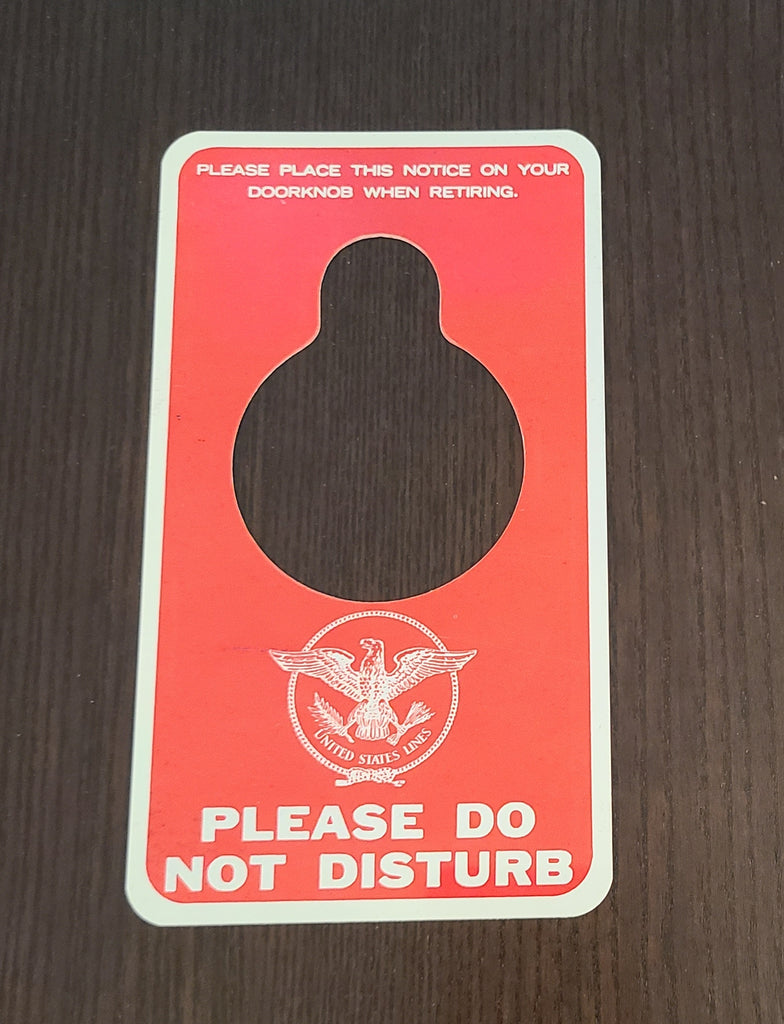 PLEASE PLACE THIS NOTICE ON YOUR
DOORKNOB WHEN RETIRING.
UNITED STATES LINES
PLEASE DO
NOT DISTURB